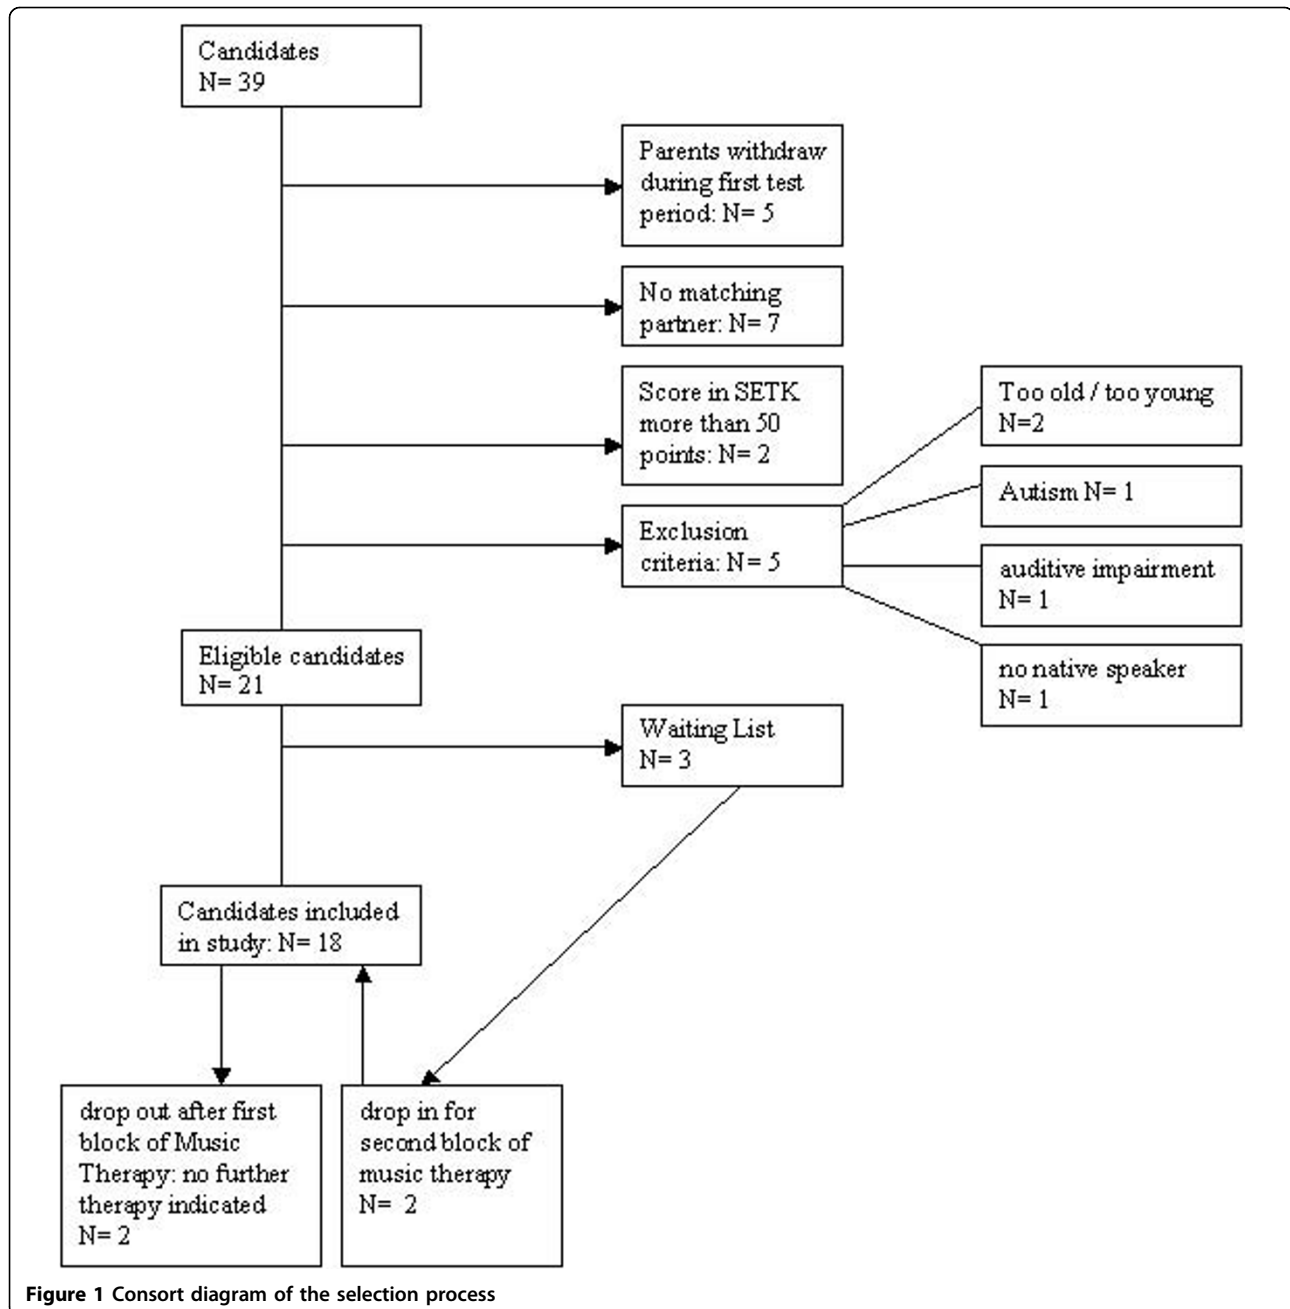 Candidates
N= 39
Parents withdraw
during first test
period: N= 5
No matching
partner: N= 7
Score in SETK
more than 50
points: N= 2
Exclusion
criteria: N= 5
Too old / too young
N=2
Autism N= 1
auditive impairment
N= 1
no native speaker
N= 1
Eligible candidates
N= 21
Waiting List
N= 3
Candidates included
in study: N= 18
drop out after first
block of Music
Therapy: no further
therapy indicated
N= 2
drop in for
second block of
music therapy
N= 2
Figure 1 Consort diagram of the selection process